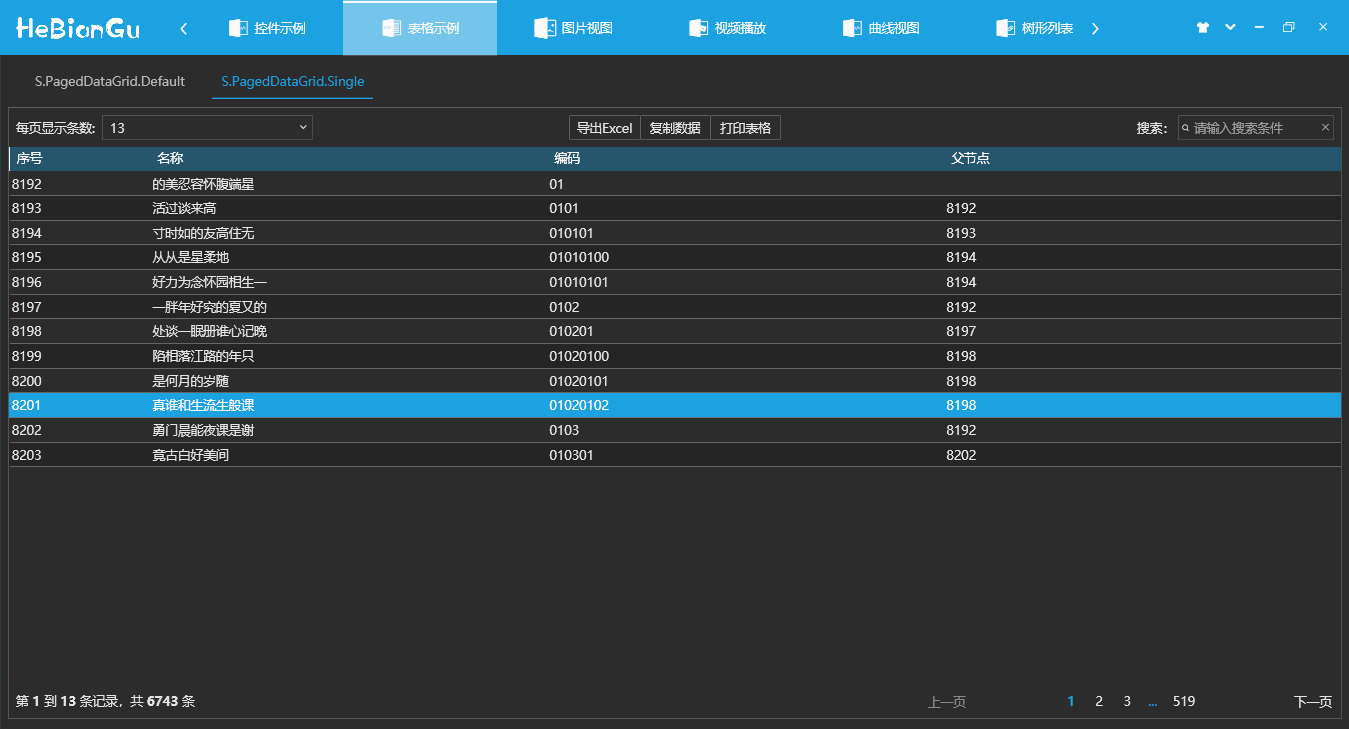 HeBianGu 控件示例 表格示例 图片视图 视频播放 曲线视图 树形列表
S.PagedDataGrid.Default S.PagedDataGrid.Single
每页显示条数: 13 导出Excel 复制数据 打印表格 搜索： 请输入搜索条件
序号 名称 编码 父节点
8192 的美忍容怀腹端星 01
8193 活过谈来高 0101 8192
8194 寸时如的友高住无 010101 8193
8195 从从是星柔地 01010100 8194
8196 好力为念怀园相生一 01010101 8194
8197 一胖年好究的夏又的 0102 8192
8198 处谈一眠册谁心记晚 010201 8197
8199 陷相落江路的年只 01020100 8198
8200 是何月的岁随 01020101 8198
8201 真谁和生流生般课 01020102 8198
8202 勇门晨能夜课是谢 0103 8192
8203 竟古白好美间 010301 8202
第 1 到 13 条记录，共 6743 条 上一页 1 2 3 ... 519 下一页